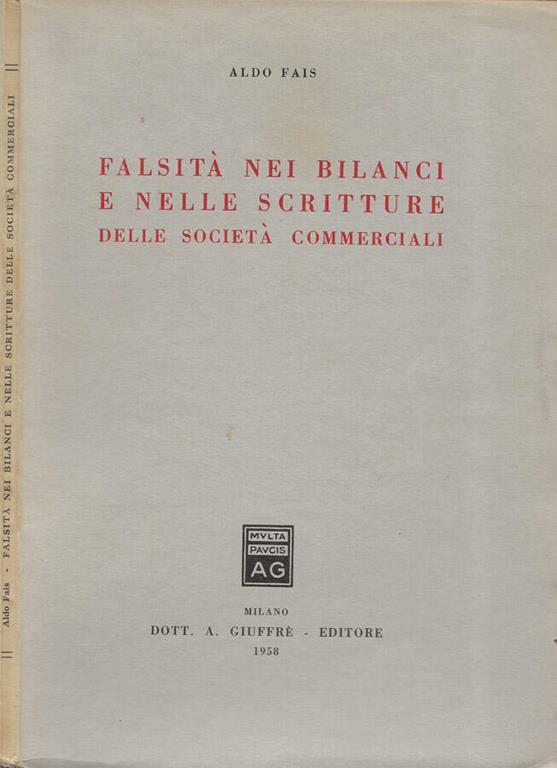 Aldo Fais - FALSITÀ NEI BILANCI E NELLE SCRITTURE DELLE SOCIETÀ COMMERCIALI
ALDO FAIS
FALSITÀ NEI BILANCI
E NELLE SCRITTURE
DELLE SOCIETÀ COMMERCIALI
MVLTA
PAVCIS
AG
MILANO
DOTT. A. GIUFFRÈ - EDITORE
1958